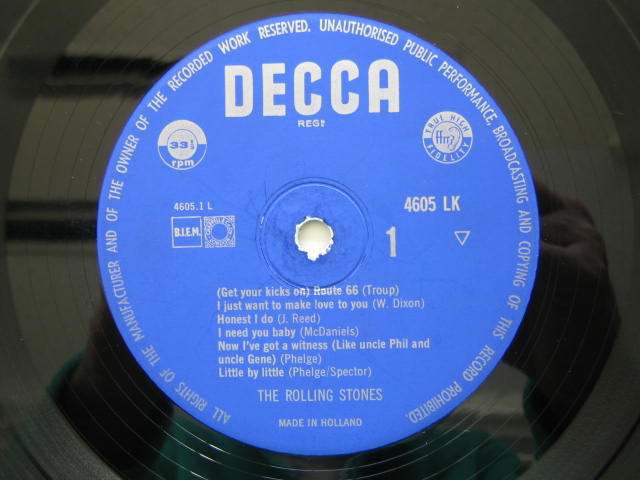 ALL RIGHTS OF THE MANUFACTURER AND OF THE OWNER OF THE RECORDED WORK RESERVED. UNAUTHORISED PUBLIC PERFORMANCE, BROADCASTING AND COPYING OF THIS RECORD PROHIBITED.
DECCA
REGD
33 1/3
rpm
TRUE HIGH
ffrr
FIDELITY
4605.1 L
4605 LK
B.I.E.M.
1
(Get your kicks on) Route 66 (Troup)
I just want to make love to you (W. Dixon)
Honest I do (J. Reed)
I need you baby (McDaniels)
Now I've got a witness (Like uncle Phil and
uncle Gene) (Phelge)
Little by little (Phelge/Spector)
THE ROLLING STONES
MADE IN HOLLAND